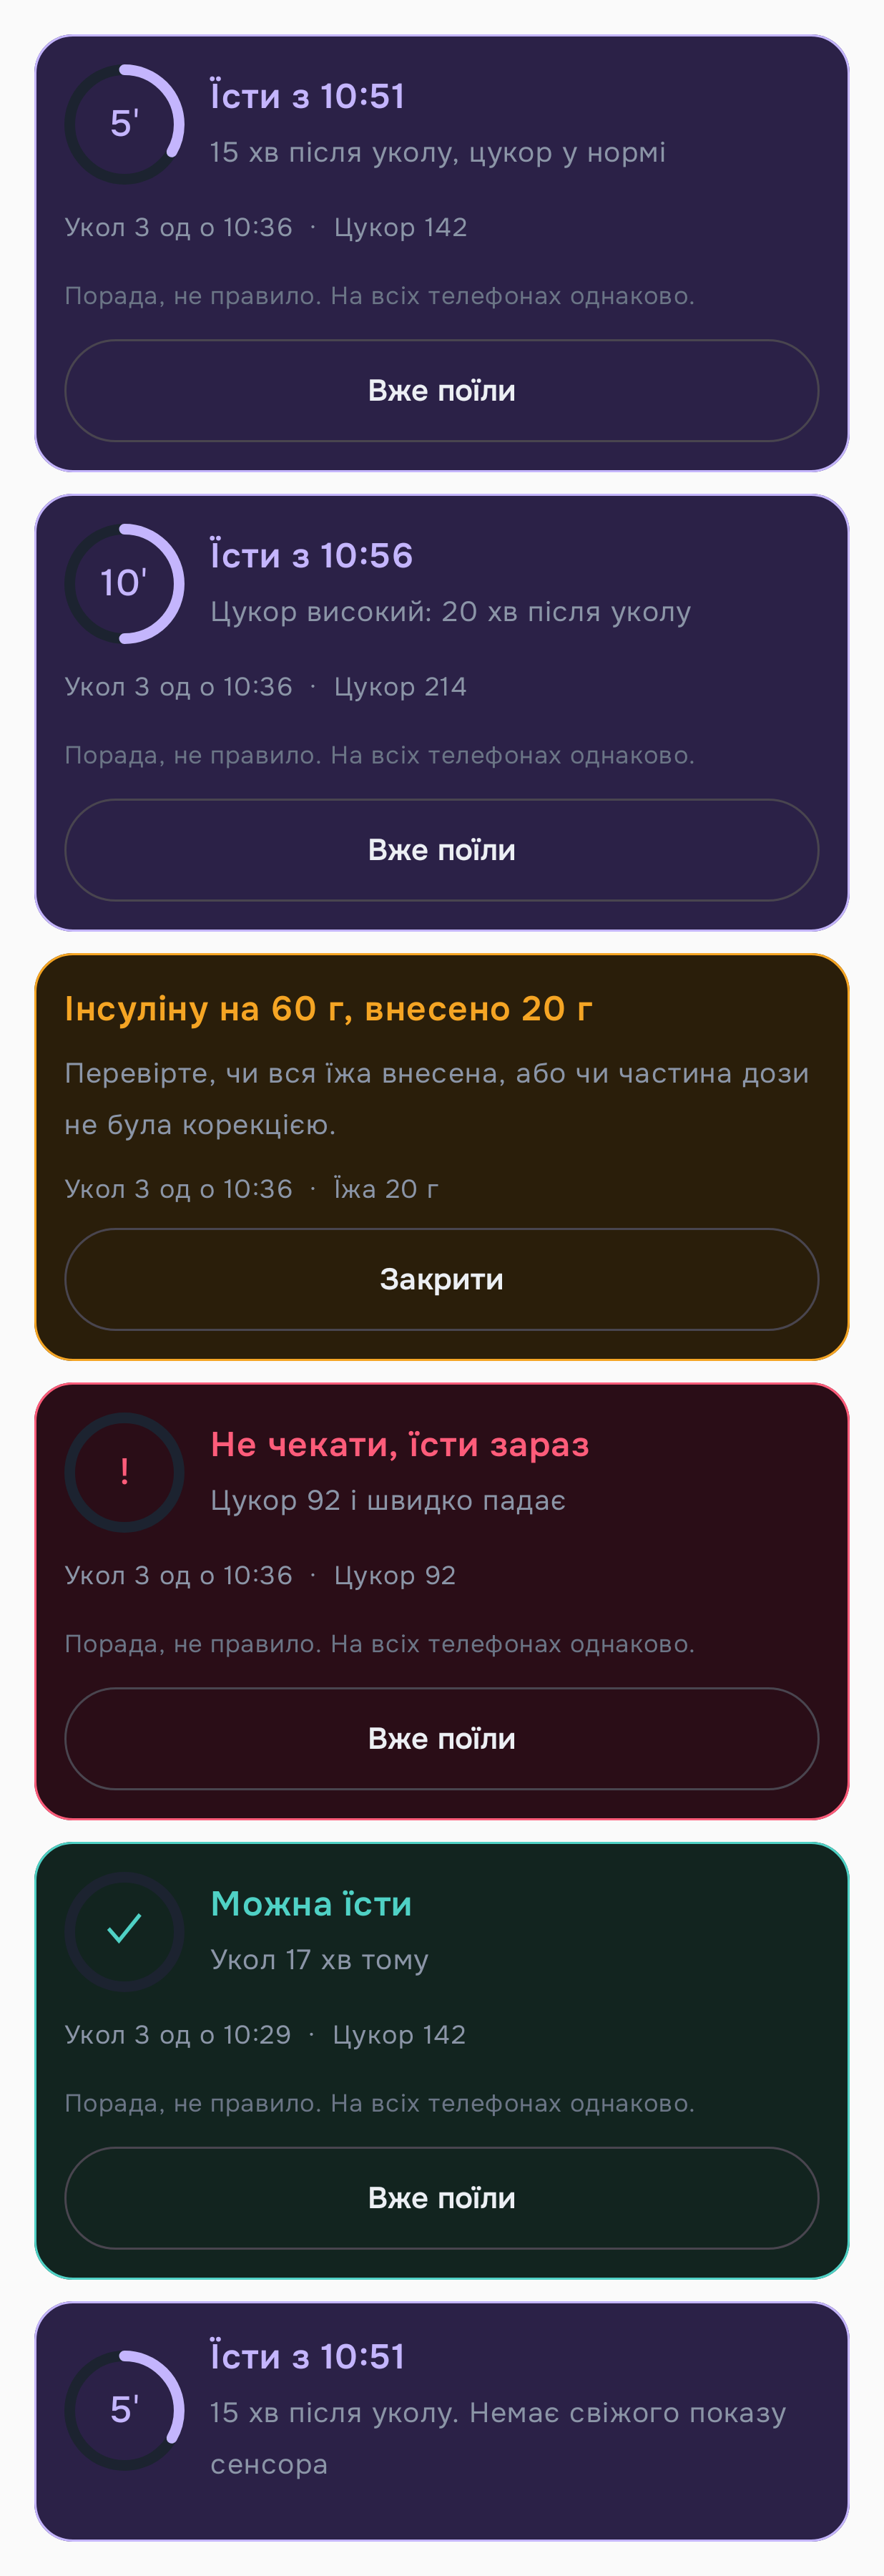 5'
Їсти з 10:51
15 хв після уколу, цукор у нормі
Укол 3 од о 10:36 · Цукор 142
Порада, не правило. На всіх телефонах однаково.
Вже поїли
10'
Їсти з 10:56
Цукор високий: 20 хв після уколу
Укол 3 од о 10:36 · Цукор 214
Порада, не правило. На всіх телефонах однаково.
Вже поїли
Інсуліну на 60 г, внесено 20 г
Перевірте, чи вся їжа внесена, або чи частина дози
не була корекцією.
Укол 3 од о 10:36 · Їжа 20 г
Закрити
!
Не чекати, їсти зараз
Цукор 92 і швидко падає
Укол 3 од о 10:36 · Цукор 92
Порада, не правило. На всіх телефонах однаково.
Вже поїли
Можна їсти
Укол 17 хв тому
Укол 3 од о 10:29 · Цукор 142
Порада, не правило. На всіх телефонах однаково.
Вже поїли
5'
Їсти з 10:51
15 хв після уколу. Немає свіжого показу
сенсора